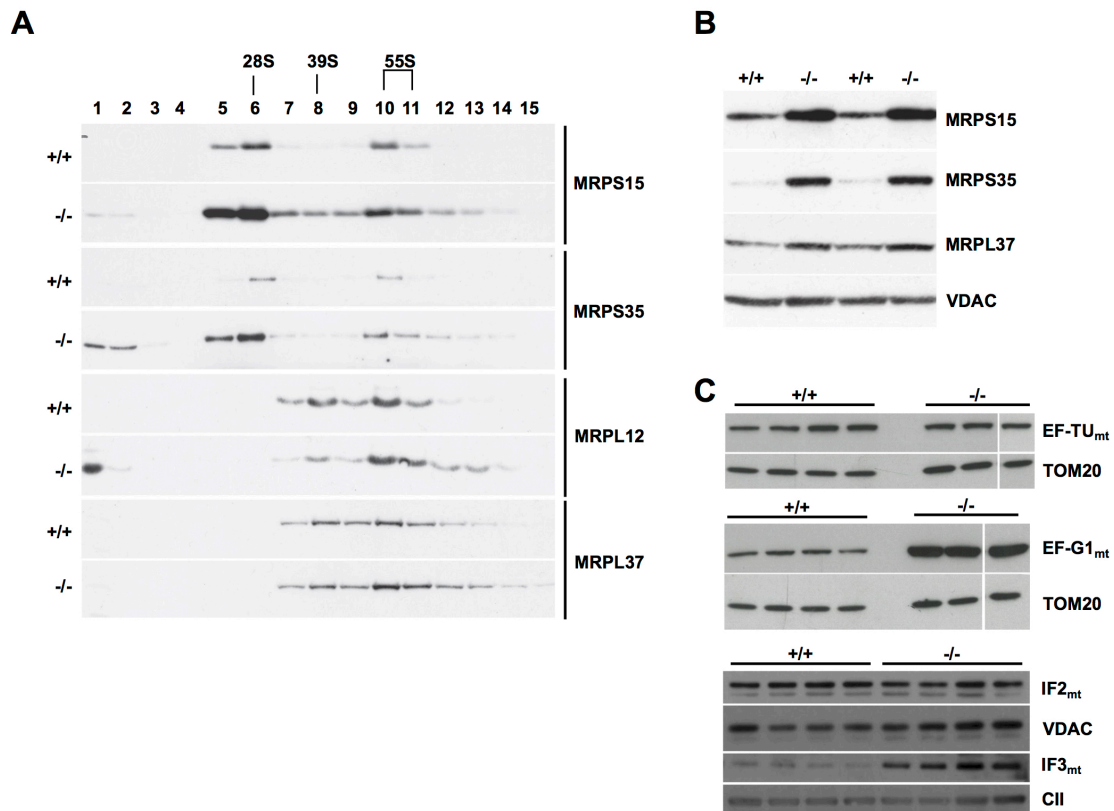 A
28S 39S 55S
1 2 3 4 5 6 7 8 9 10 11 12 13 14 15
+/+
MRPS15
-/-
+/+
MRPS35
-/-
+/+
MRPL12
-/-
+/+
MRPL37
-/-
B
+/+ -/- +/+ -/-
MRPS15
MRPS35
MRPL37
VDAC
C
+/+ -/-
EF-TUmt
TOM20
+/+ -/-
EF-G1mt
TOM20
+/+ -/-
IF2mt
VDAC
IF3mt
CII